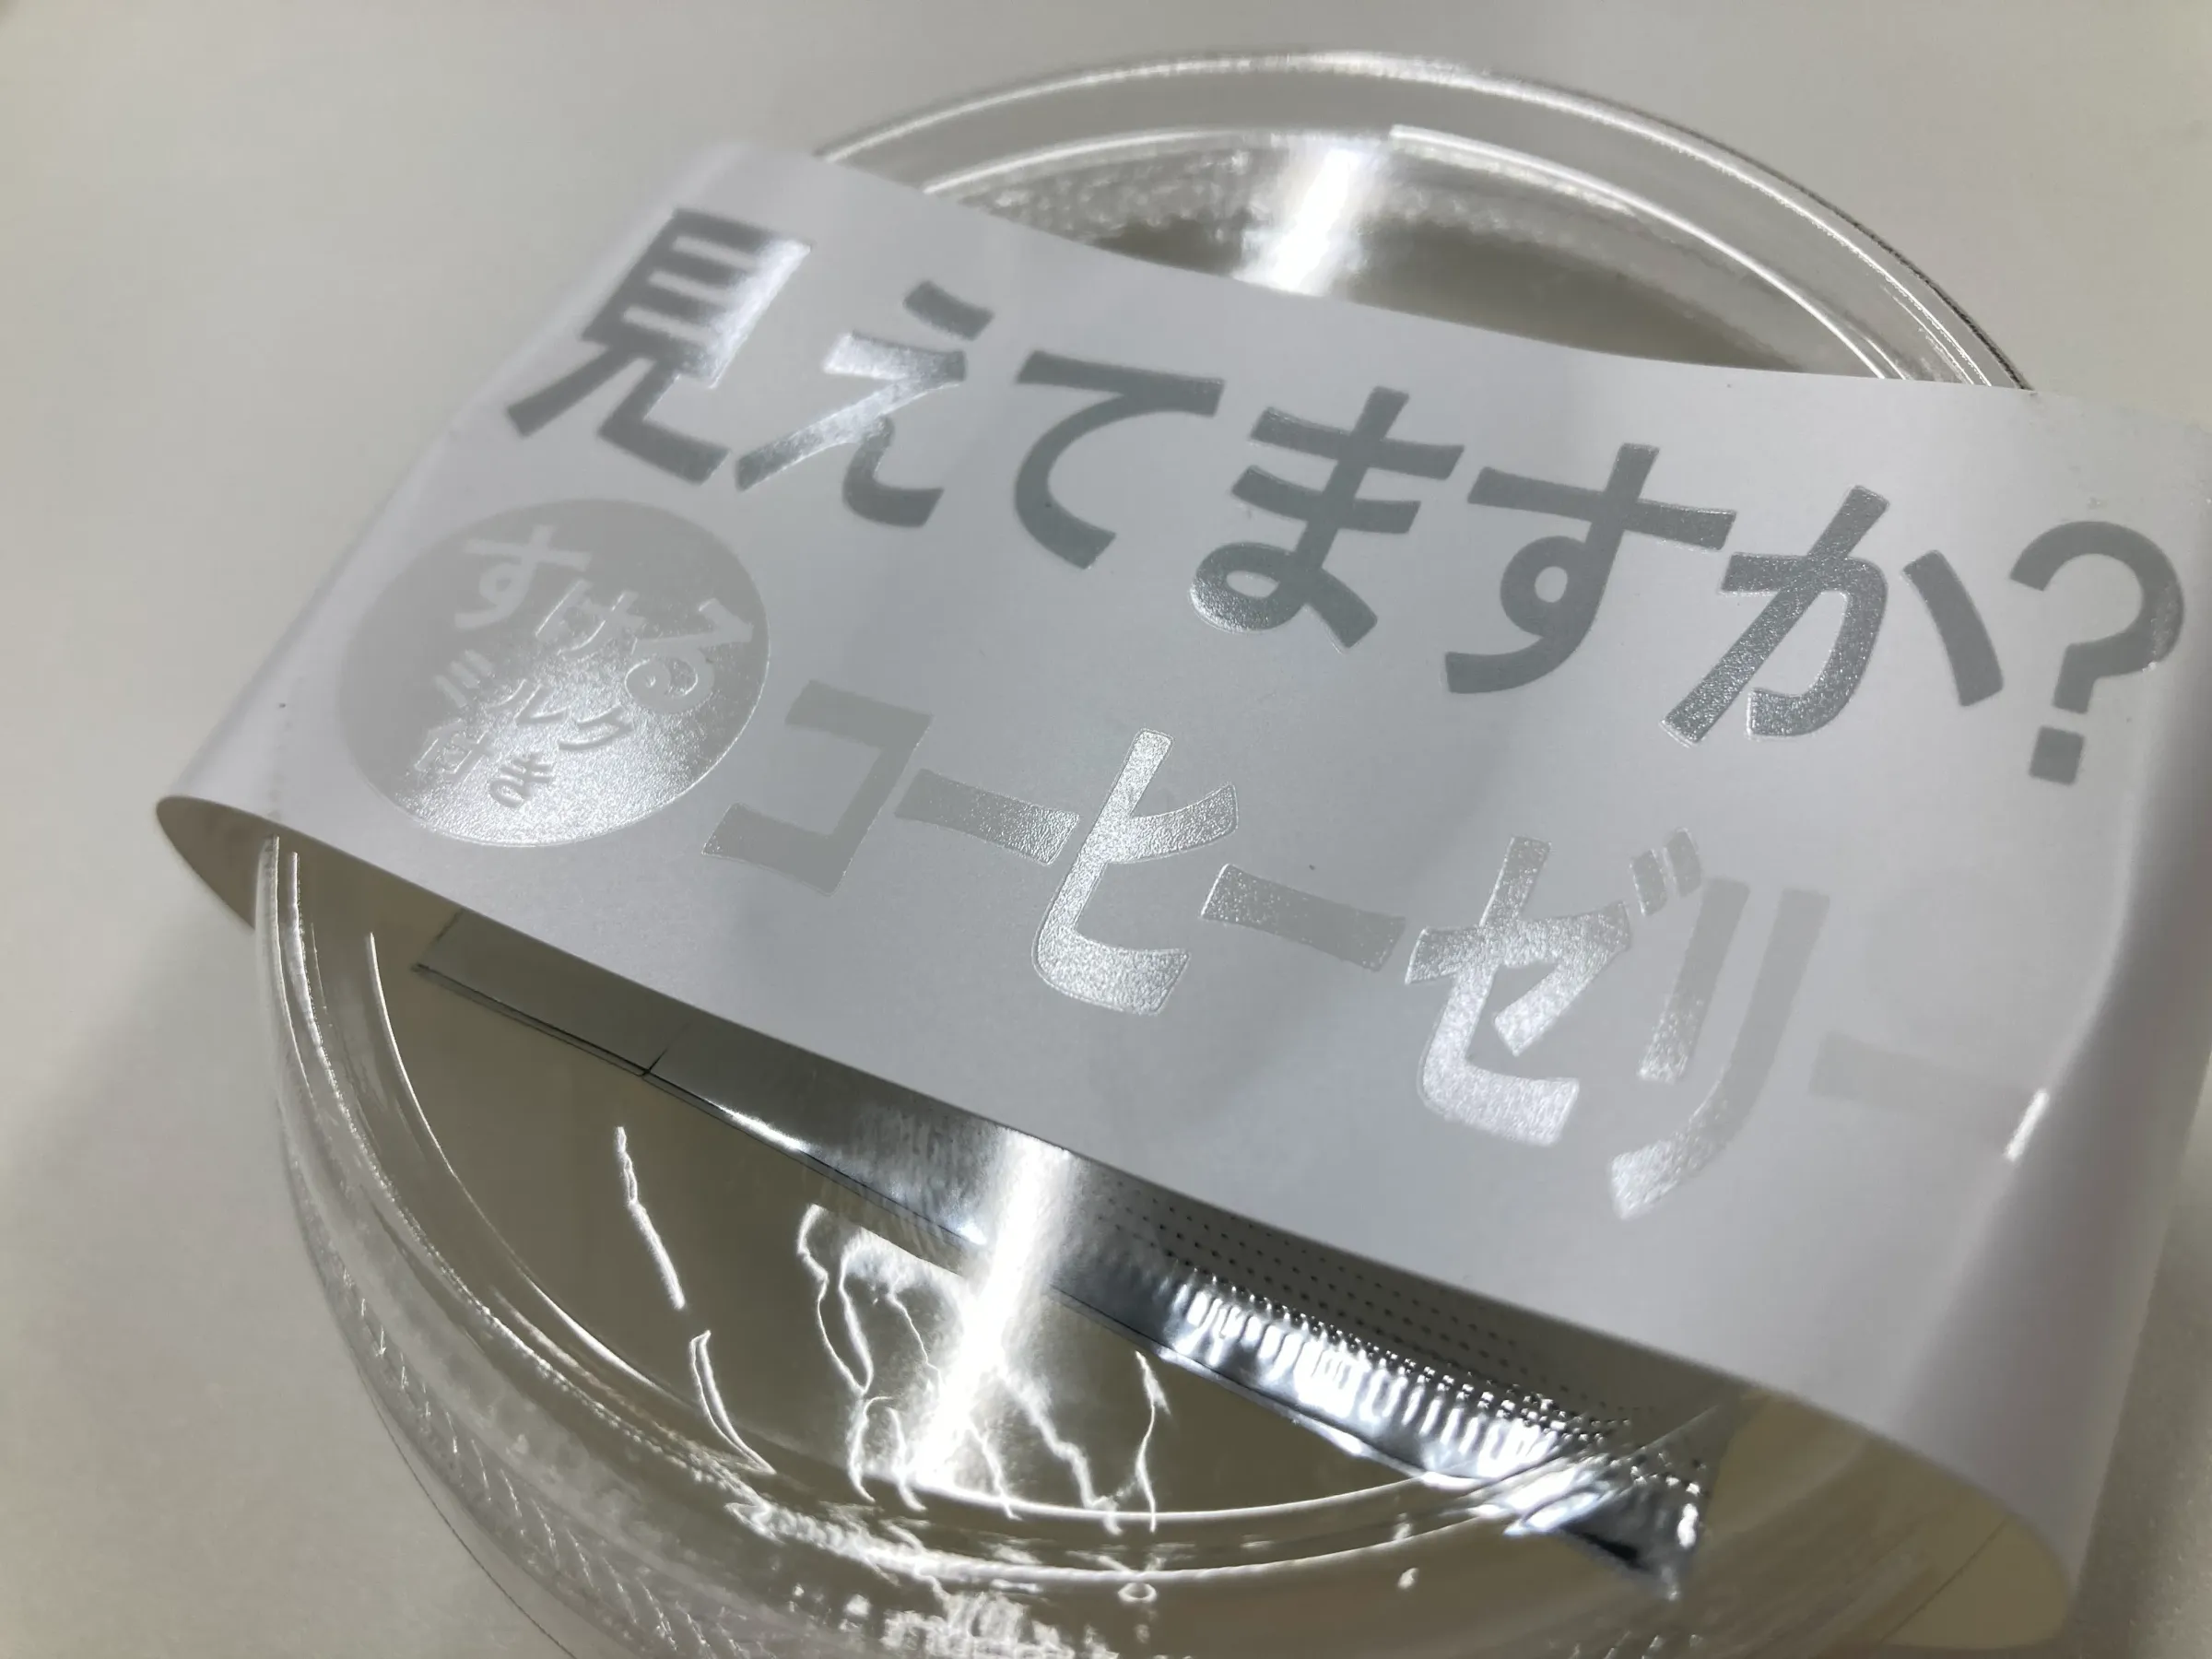 見えてますか?
すける
ミルク
付き
コーヒーゼリー